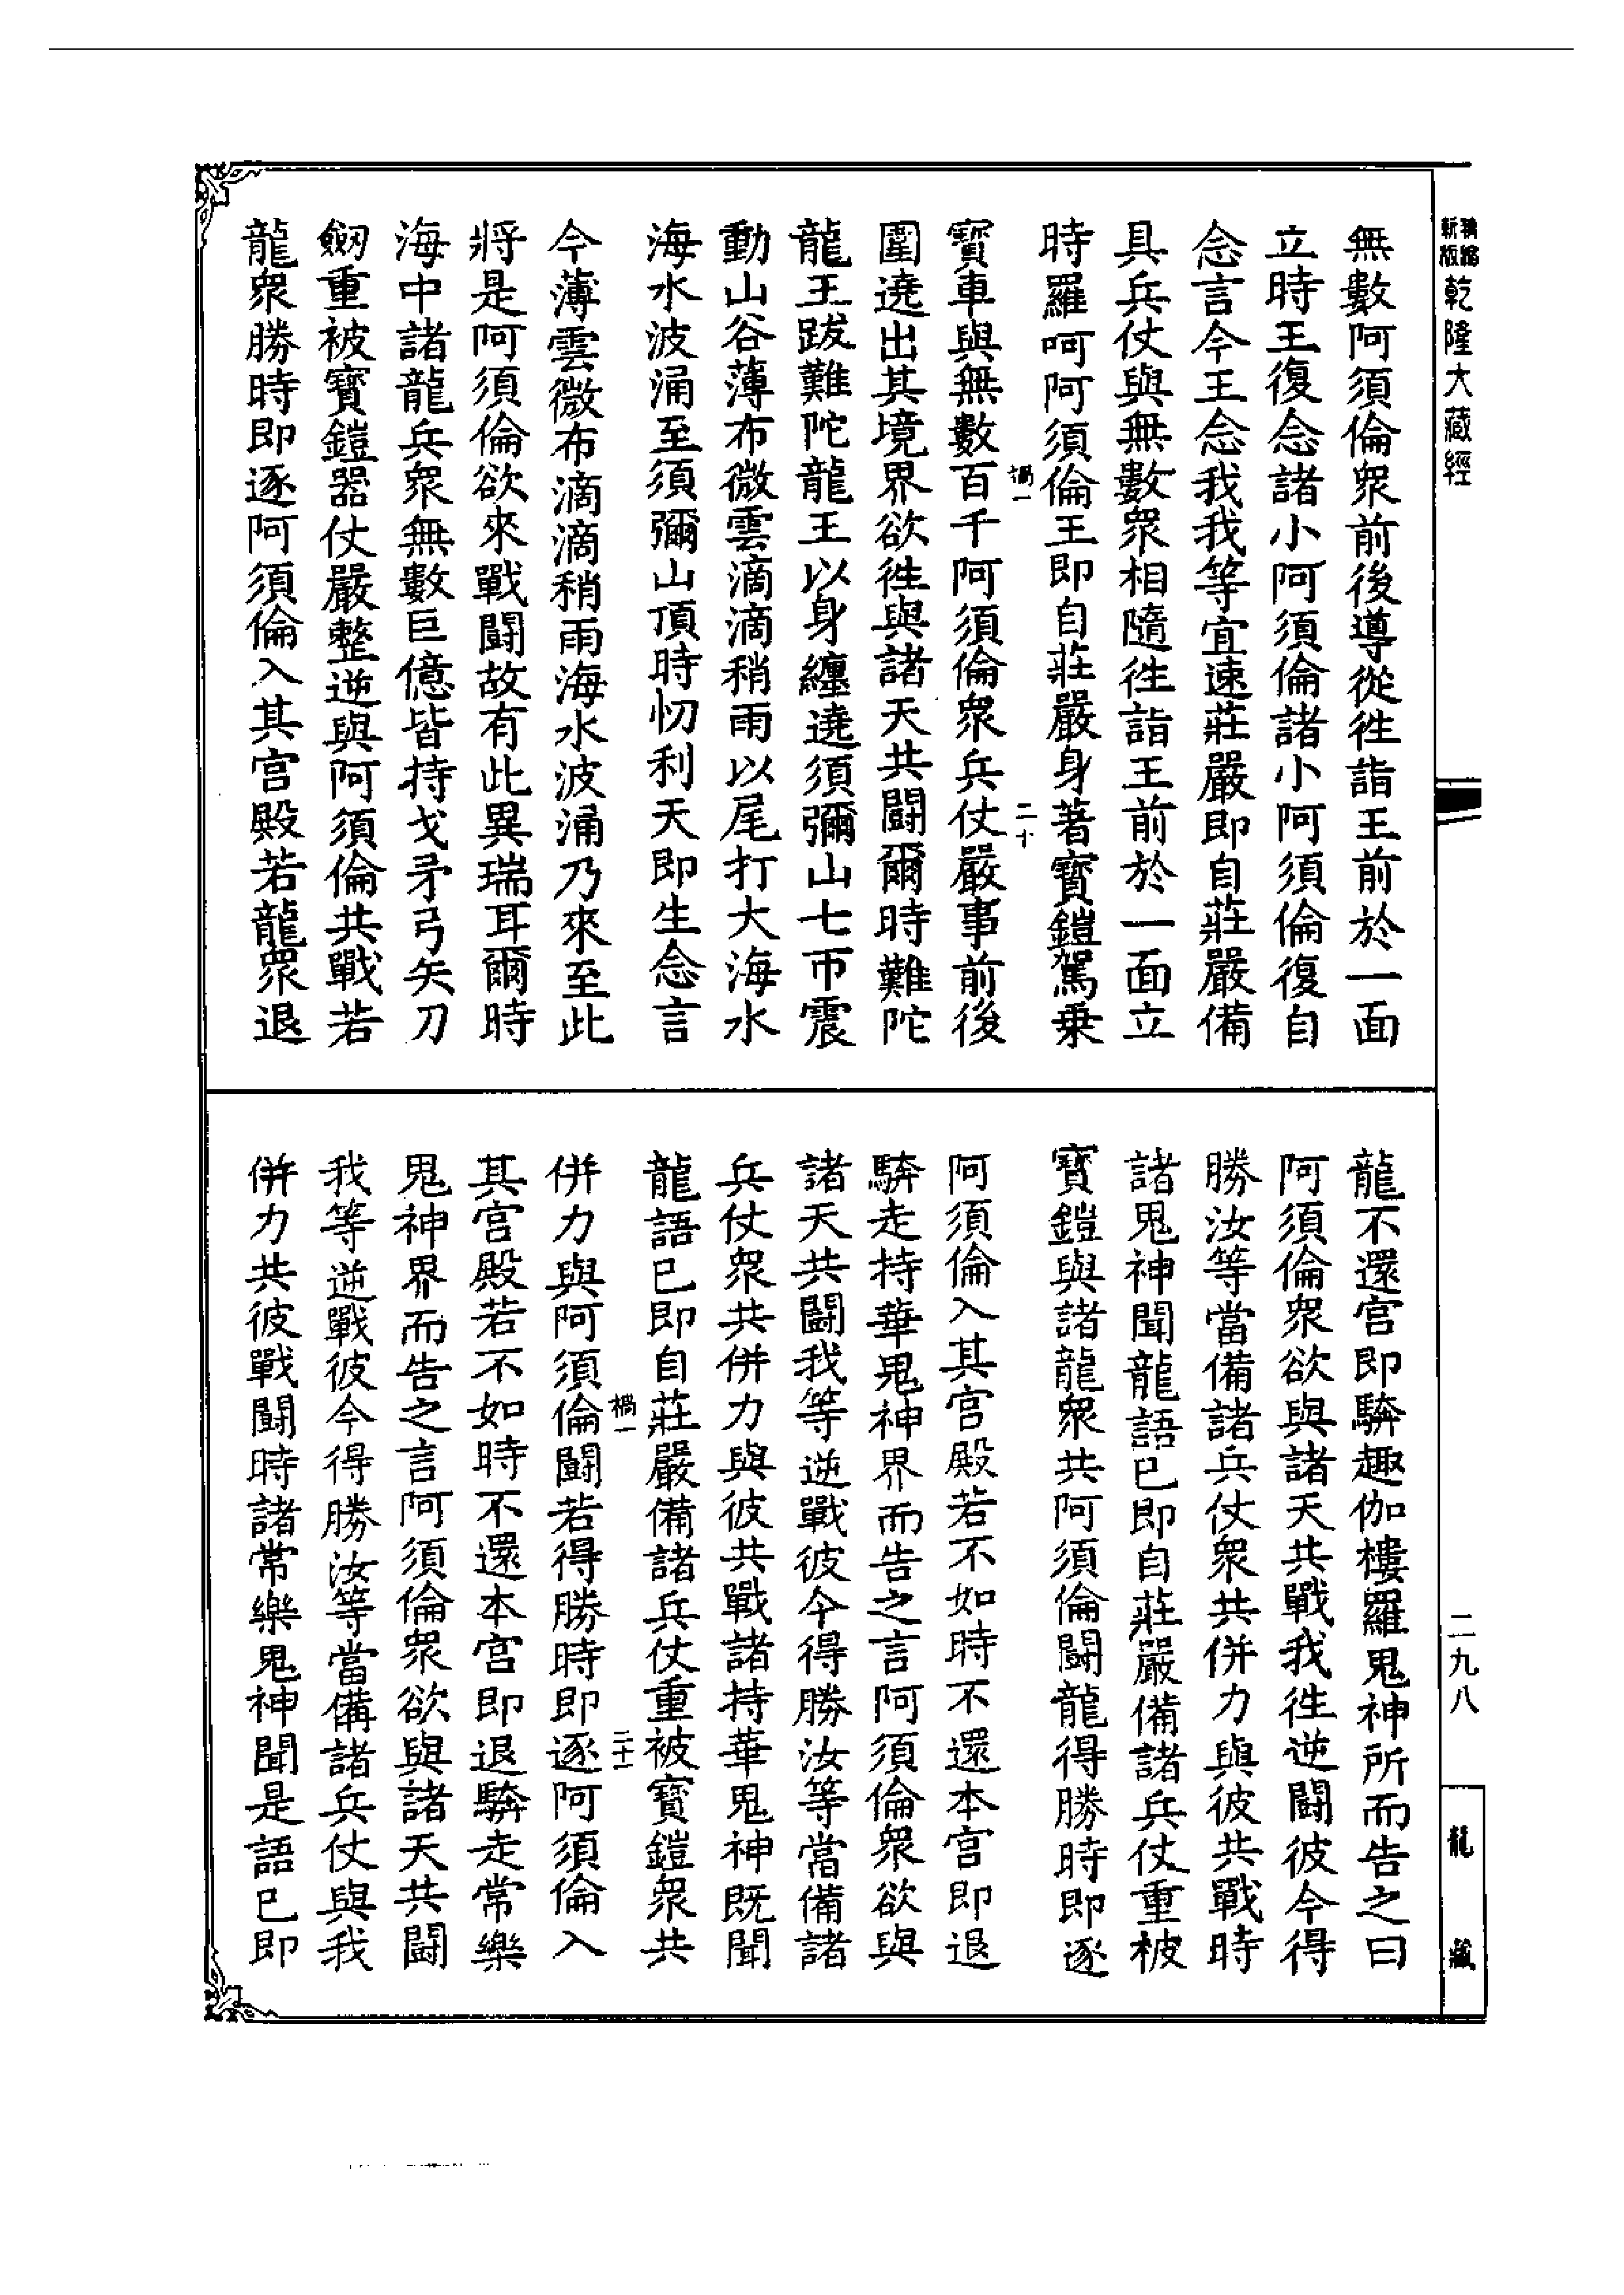 精縮新版 乾隆大藏經
無數阿須倫衆前後導從徃詣王前於一面
立時王復念諸小阿須倫諸小阿須倫復自
念言今王念我我等宜速莊嚴即自莊嚴備
具兵仗與無數衆相隨徃詣王前於一面立
時羅呵阿須倫王即自莊嚴身著寶鎧駕乗
禍一 二十
寶車與無數百千阿須倫衆兵仗嚴事前後
圍遶出其境界欲徃與諸天共鬪爾時難陀
龍王跋難陀龍王以身纏遶須彌山七帀震
動山谷薄布微雲滴滴稍雨以尾打大海水
海水波涌至須彌山頂時忉利天即生念言
今薄雲微布滴滴稍雨海水波涌乃來至此
將是阿須倫欲來戰鬪故有此異瑞耳爾時
海中諸龍兵衆無數巨億皆持戈矛弓矢刀
劒重被寶鎧器仗嚴整逆與阿須倫共戰若
龍衆勝時即逐阿須倫入其宮殿若龍衆退
龍不還宮即騎趣伽樓羅鬼神所而告之曰
阿須倫衆欲與諸天共戰我徃逆鬪彼今得
勝汝等當備諸兵仗衆共併力與彼共戰時
諸鬼神聞龍語已即自莊嚴備諸兵仗重被
寶鎧與諸龍衆共阿須倫鬪龍得勝時即逐
阿須倫入其宮殿若不如時不還本宮即退
騎走持華鬼神界而告之言阿須倫衆欲與
諸天共鬪我等逆戰彼今得勝汝等當備諸
兵仗衆共併力與彼共戰諸持華鬼神既聞
龍語已即自莊嚴備諸兵仗重被寶鎧衆共
禍一 二十一
併力與阿須倫鬪若得勝時即逐阿須倫入
其宮殿若不如時不還本宮即退騎走常樂
鬼神界而告之言阿須倫衆欲與諸天共鬪
我等逆戰彼今得勝汝等當備諸兵仗與我
併力共彼戰鬪時諸常樂鬼神聞是語已即
二九八
龍藏